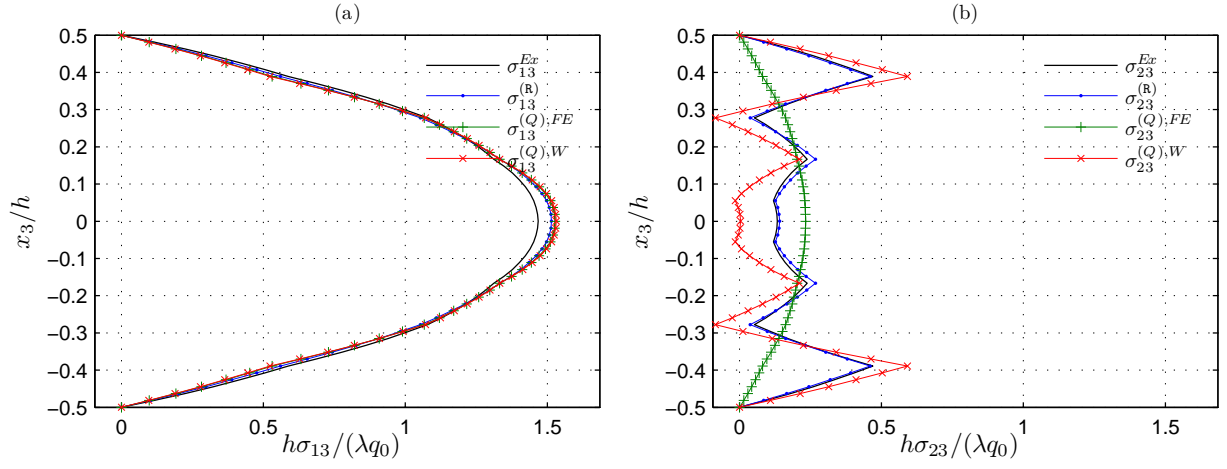 (a)
0.5
0.4
0.3
0.2
0.1
0
−0.1
−0.2
−0.3
−0.4
−0.5
x₃/h
0
0.5
1
1.5
hσ₁₃/(λq₀)
σ₁₃^{Ex}
σ₁₃^{(R)}
σ₁₃^{(Q),FE}
σ₁₃^{(Q),W}
(b)
0.5
0.4
0.3
0.2
0.1
0
−0.1
−0.2
−0.3
−0.4
−0.5
x₃/h
0
0.5
1
1.5
hσ₂₃/(λq₀)
σ₂₃^{Ex}
σ₂₃^{(R)}
σ₂₃^{(Q),FE}
σ₂₃^{(Q),W}